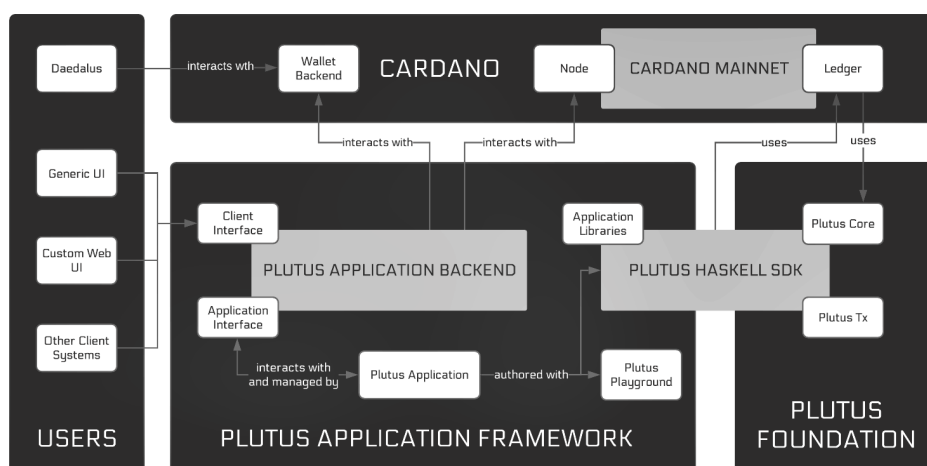 Daedalus
interacts wth
Wallet
Backend
CARDANO
Node
CARDANO MAINNET
Ledger
interacts with
interacts with
uses
uses
Generic UI
Custom Web
UI
Other Client
Systems
USERS
Client
Interface
Application
Libraries
Plutus Core
PLUTUS APPLICATION BACKEND
PLUTUS HASKELL SDK
Application
Interface
Plutus Tx
interacts with
and managed by
Plutus Application
authored with
Plutus
Playground
PLUTUS APPLICATION FRAMEWORK
PLUTUS
FOUNDATION